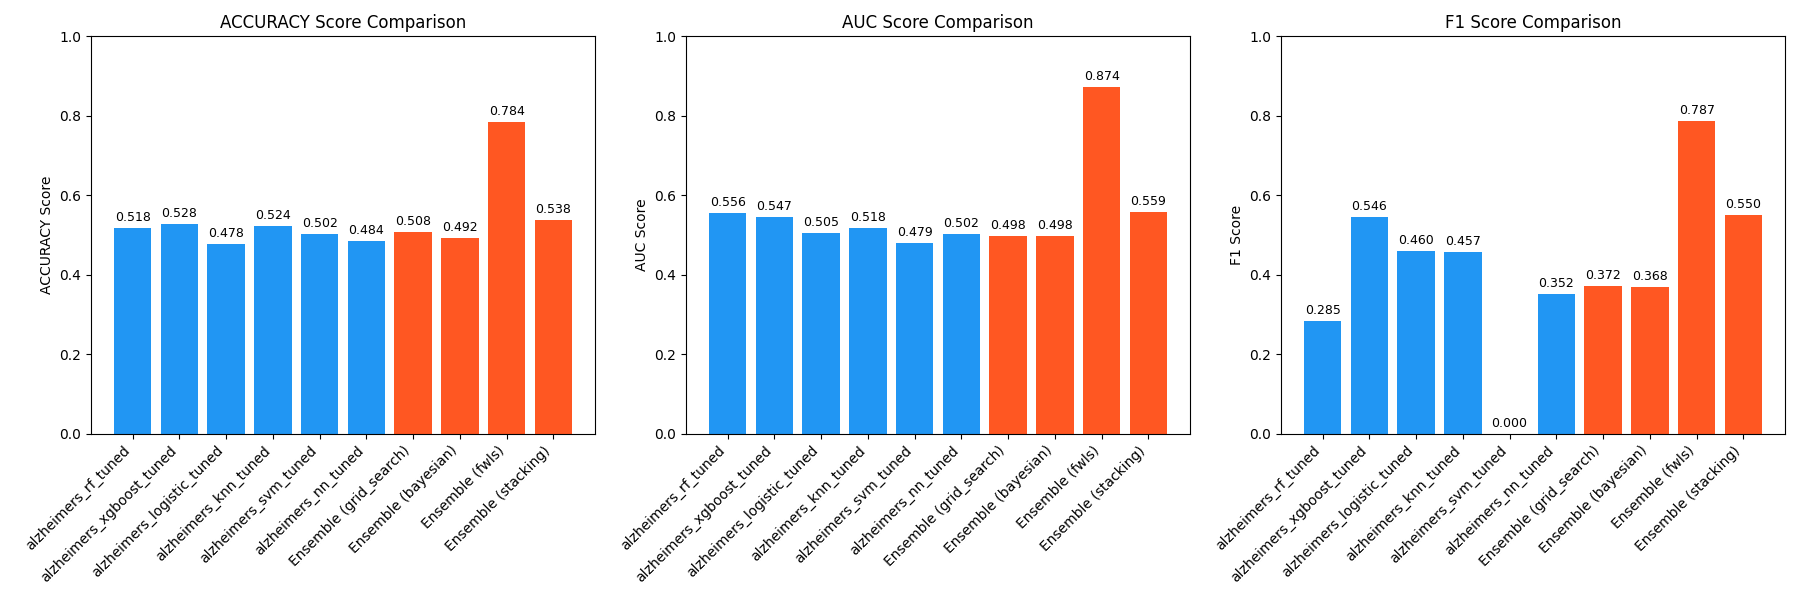 ACCURACY Score Comparison
ACCURACY Score
1.0
0.8
0.6
0.4
0.2
0.0
0.518
0.528
0.478
0.524
0.502
0.484
0.508
0.492
0.784
0.538
alzheimers_rf_tuned
alzheimers_xgboost_tuned
alzheimers_logistic_tuned
alzheimers_knn_tuned
alzheimers_svm_tuned
alzheimers_nn_tuned
Ensemble (grid_search)
Ensemble (bayesian)
Ensemble (fwls)
Ensemble (stacking)
AUC Score Comparison
AUC Score
1.0
0.8
0.6
0.4
0.2
0.0
0.556
0.547
0.505
0.518
0.479
0.502
0.498
0.498
0.874
0.559
alzheimers_rf_tuned
alzheimers_xgboost_tuned
alzheimers_logistic_tuned
alzheimers_knn_tuned
alzheimers_svm_tuned
alzheimers_nn_tuned
Ensemble (grid_search)
Ensemble (bayesian)
Ensemble (fwls)
Ensemble (stacking)
F1 Score Comparison
F1 Score
1.0
0.8
0.6
0.4
0.2
0.0
0.285
0.546
0.460
0.457
0.000
0.352
0.372
0.368
0.787
0.550
alzheimers_rf_tuned
alzheimers_xgboost_tuned
alzheimers_logistic_tuned
alzheimers_knn_tuned
alzheimers_svm_tuned
alzheimers_nn_tuned
Ensemble (grid_search)
Ensemble (bayesian)
Ensemble (fwls)
Ensemble (stacking)